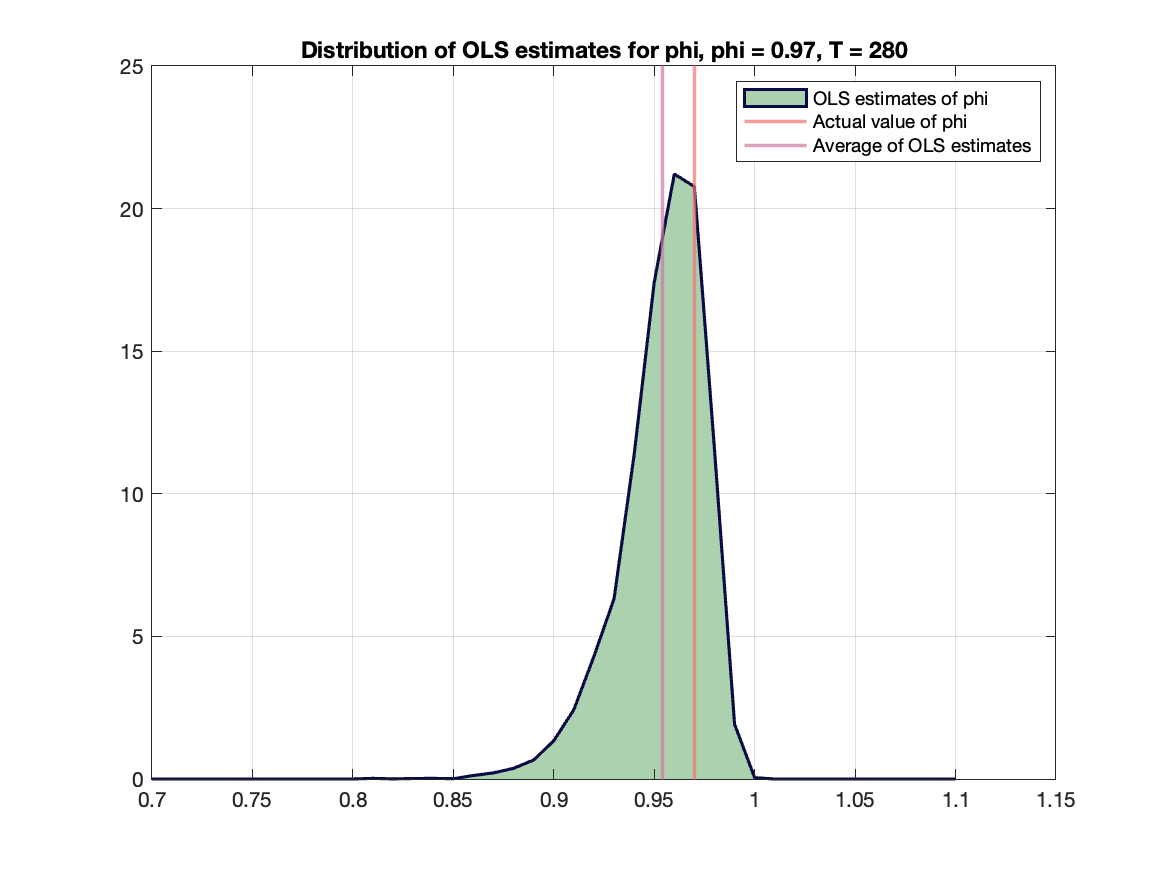 Distribution of OLS estimates for phi, phi = 0.97, T = 280
OLS estimates of phi
Actual value of phi
Average of OLS estimates
25
20
15
10
5
0
0.7 0.75 0.8 0.85 0.9 0.95 1 1.05 1.1 1.15